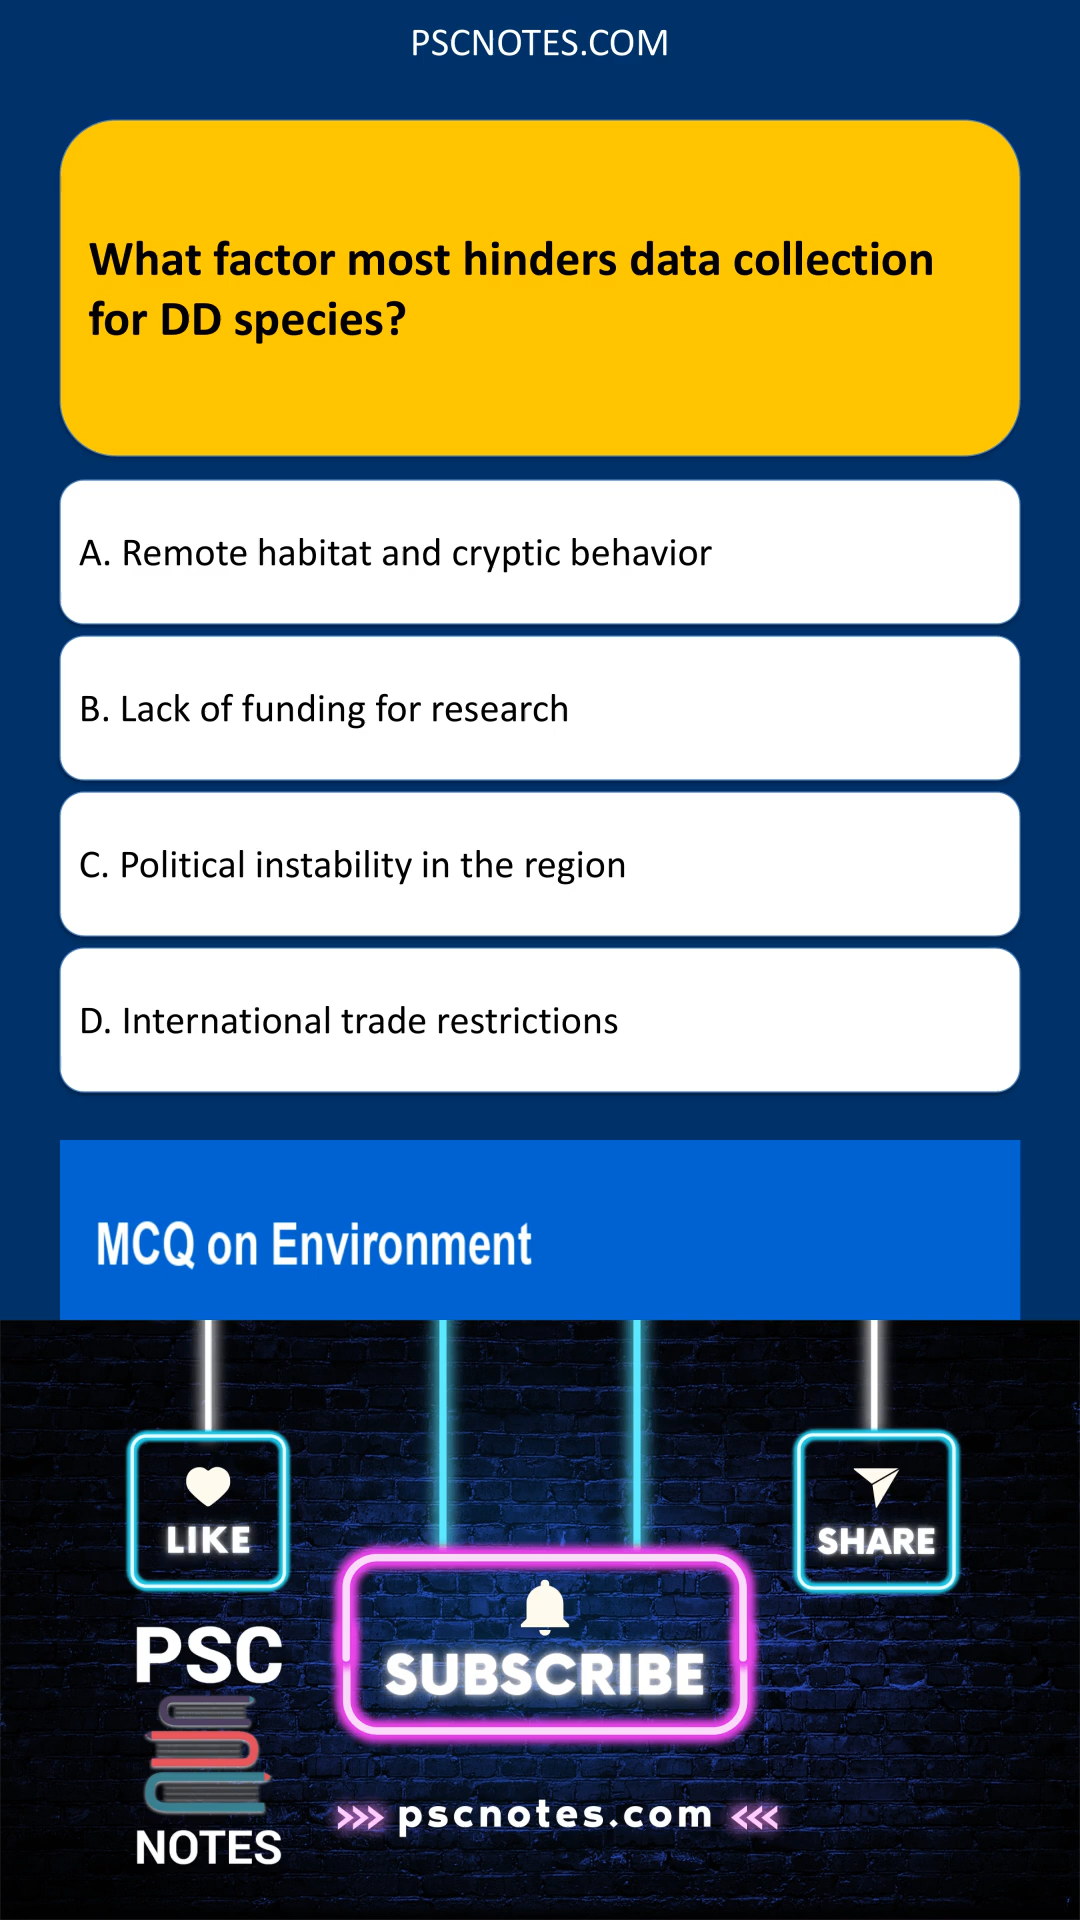 PSCNOTES.COM
What factor most hinders data collection
for DD species?
A. Remote habitat and cryptic behavior
B. Lack of funding for research
C. Political instability in the region
D. International trade restrictions
MCQ on Environment
LIKE
SHARE
SUBSCRIBE
PSC
NOTES
>>> pscnotes.com <<<